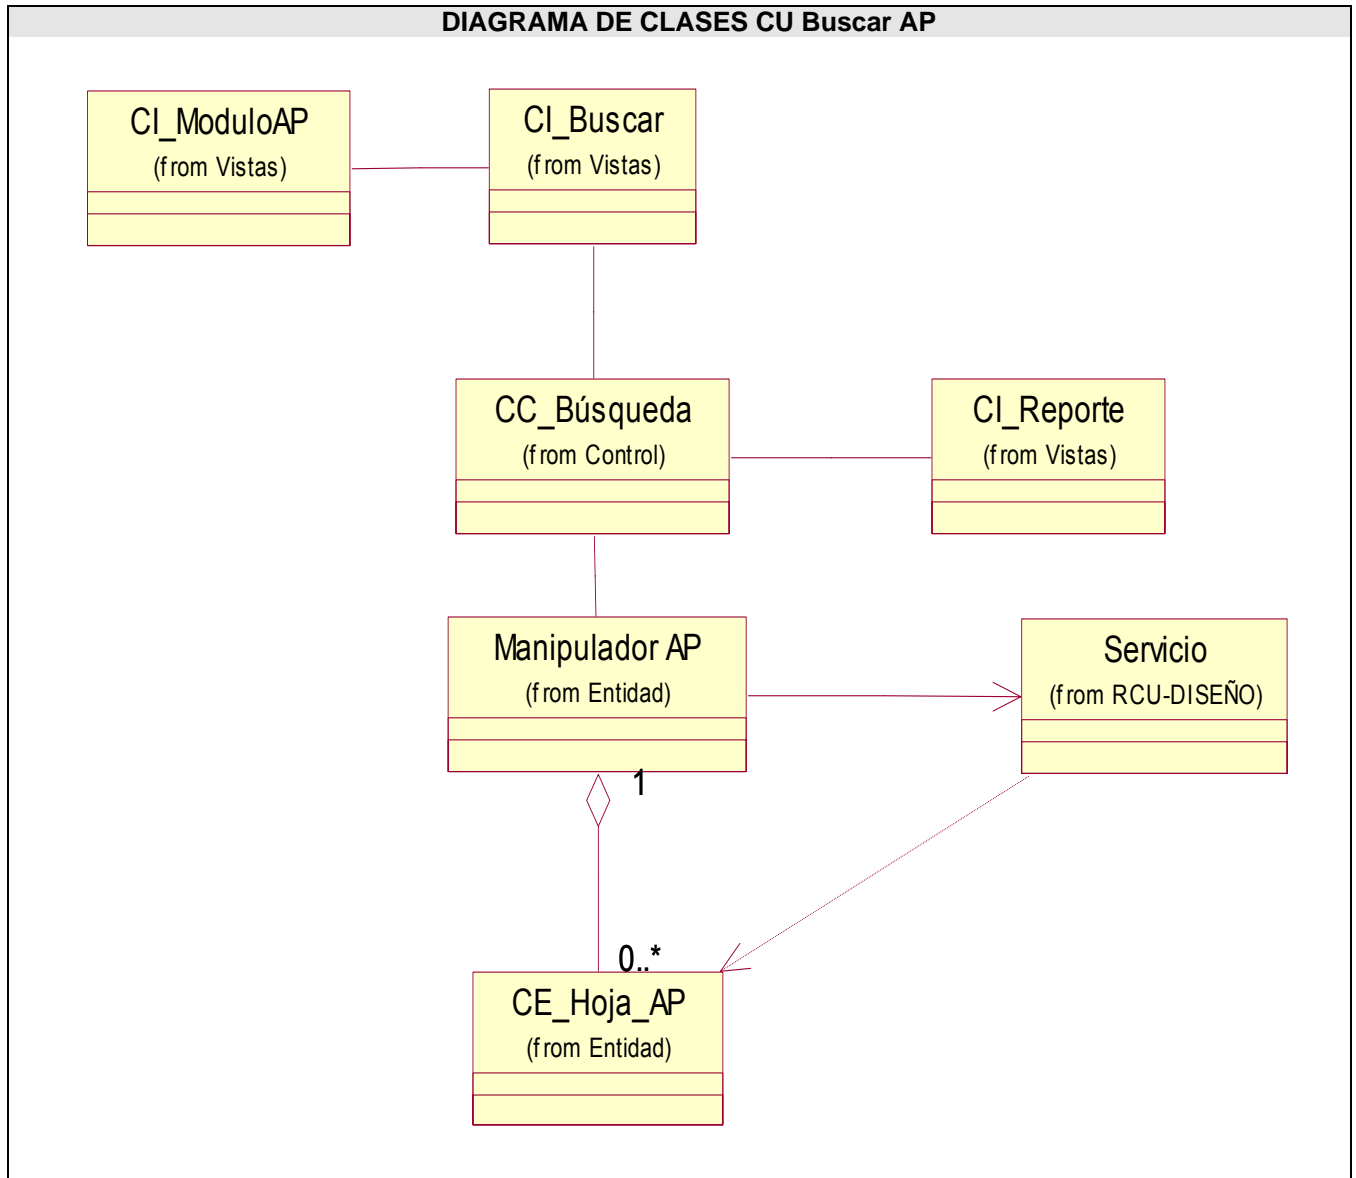 DIAGRAMA DE CLASES CU Buscar AP
CI_ModuloAP
(from Vistas)
CI_Buscar
(from Vistas)
CC_Búsqueda
(from Control)
CI_Reporte
(from Vistas)
Manipulador AP
(from Entidad)
Servicio
(from RCU-DISEÑO)
1
0..*
CE_Hoja_AP
(from Entidad)